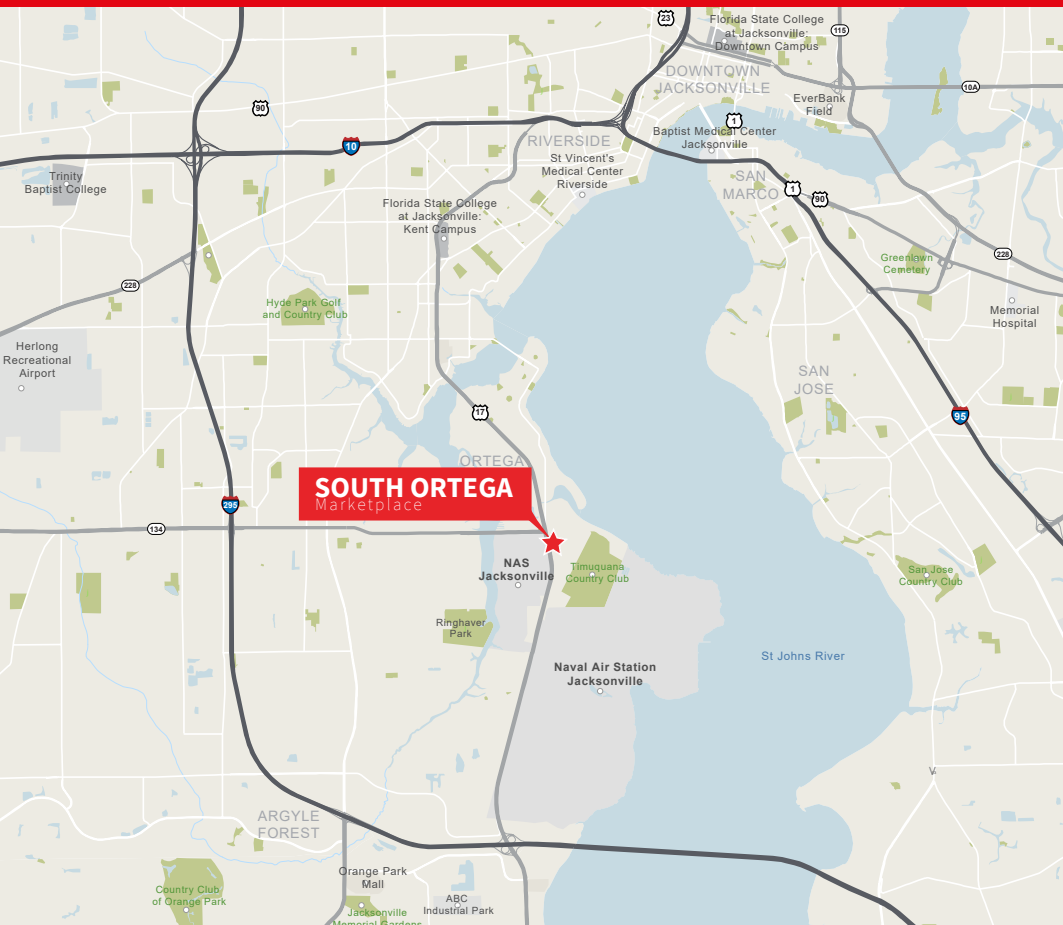 23
Florida State College
at Jacksonville:
Downtown Campus
115
DOWNTOWN
JACKSONVILLE
10A
90
EverBank
Field
1
Baptist Medical Center
Jacksonville
10
RIVERSIDE
St Vincent's
Medical Center
Riverside
Trinity
Baptist College
SAN
MARCO
1
90
Florida State College
at Jacksonville:
Kent Campus
228
Greenlawn
Cemetery
228
Hyde Park Golf
and Country Club
Memorial
Hospital
Herlong
Recreational
Airport
SAN
JOSE
17
95
ORTEGA
SOUTH ORTEGA
Marketplace
295
134
NAS
Jacksonville
Timuquana
Country Club
San Jose
Country Club
Ringhaver
Park
St Johns River
Naval Air Station
Jacksonville
ARGYLE
FOREST
Orange Park
Mall
Country Club
of Orange Park
ABC
Industrial Park
Jacksonville
Memorial Gardens